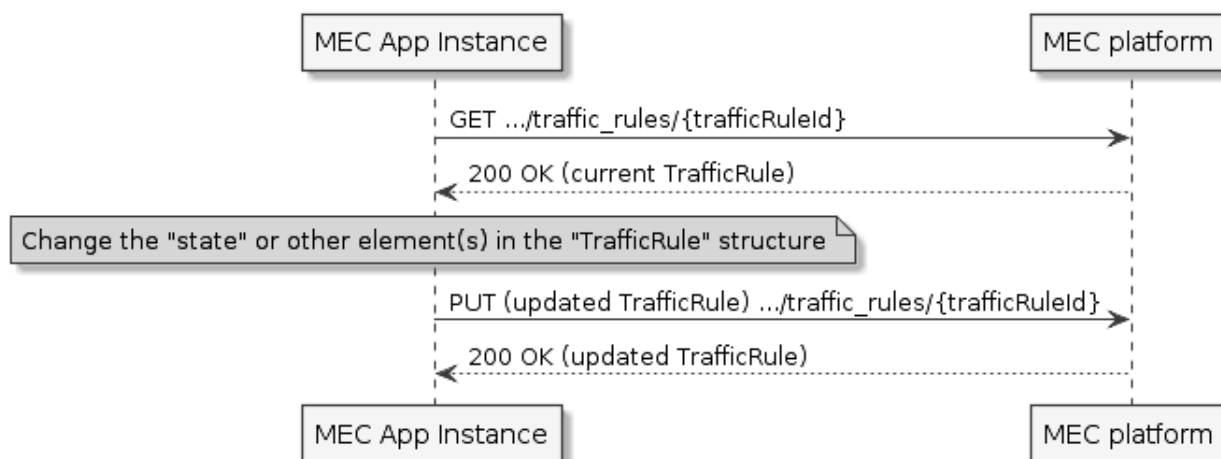 MEC App Instance
MEC platform
GET .../traffic_rules/{trafficRuleId}
200 OK (current TrafficRule)
Change the "state" or other element(s) in the "TrafficRule" structure
PUT (updated TrafficRule) .../traffic_rules/{trafficRuleId}
200 OK (updated TrafficRule)
MEC App Instance
MEC platform